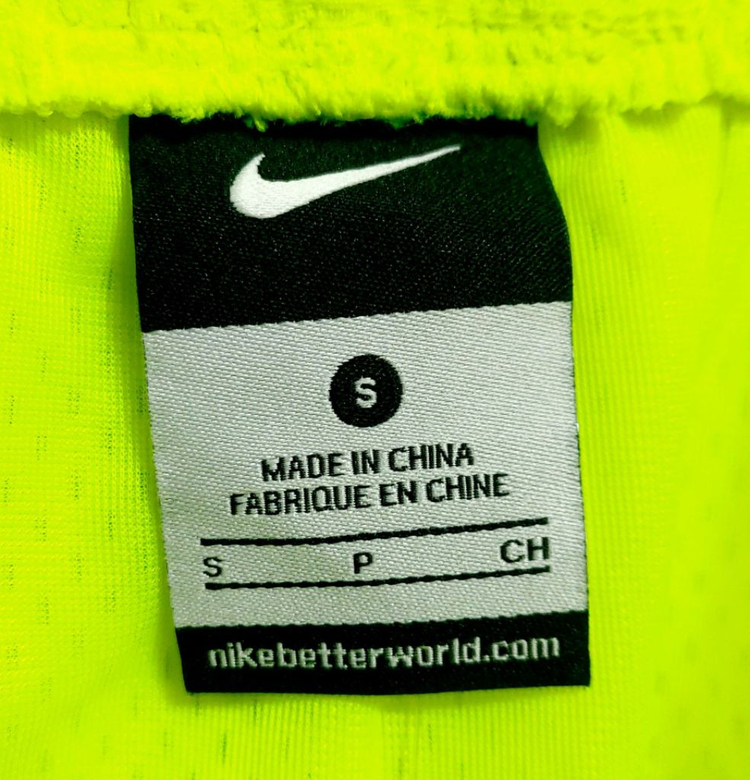 S
MADE IN CHINA
FABRIQUE EN CHINE
S P CH
nikebetterworld.com